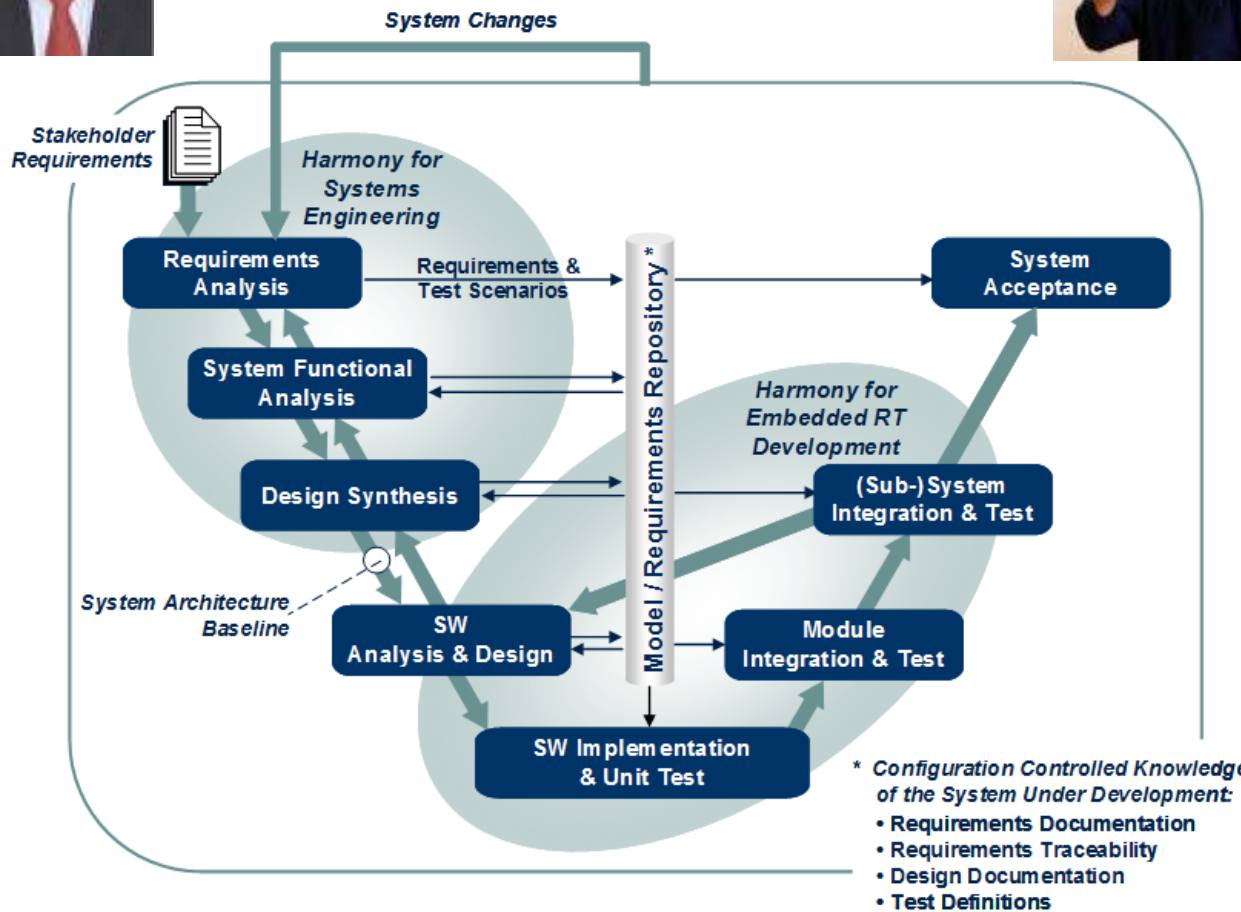 System Changes
Stakeholder
Requirements
Harmony for
Systems
Engineering
Requirements
Analysis
Requirements &
Test Scenarios
Model / Requirements Repository *
System
Acceptance
System Functional
Analysis
Harmony for
Embedded RT
Development
Design Synthesis
(Sub-)System
Integration & Test
System Architecture
Baseline
SW
Analysis & Design
Module
Integration & Test
SW Implementation
& Unit Test
* Configuration Controlled Knowledge
of the System Under Development:
• Requirements Documentation
• Requirements Traceability
• Design Documentation
• Test Definitions